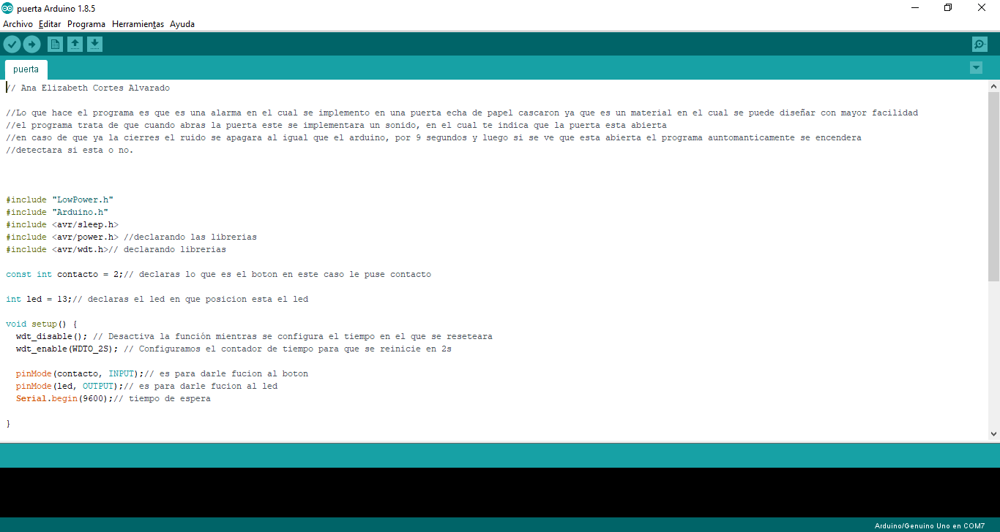 puerta Arduino 1.8.5
Archivo Editar Programa Herramientas Ayuda
puerta
// Ana Elizabeth Cortes Alvarado
//Lo que hace el programa es que es una alarma en el cual se implemento en una puerta echa de papel cascaron ya que es un material en el cual se puede diseñar con mayor facilidad
//el programa trata de que cuando abras la puerta este se implementara un sonido, en el cual te indica que la puerta esta abierta
//en caso de que ya la cierres el ruido se apagara al igual que el arduino, por 9 segundos y luego si se ve que esta abierta el programa auntomanticamente se encendera
//detectara si esta o no.
#include "LowPower.h"
#include "Arduino.h"
#include <avr/sleep.h>
#include <avr/power.h> //declarando las librerias
#include <avr/wdt.h>// declarando librerias
const int contacto = 2;// declaras lo que es el boton en este caso le puse contacto
int led = 13;// declaras el led en que posicion esta el led
void setup() {
  wdt_disable(); // Desactiva la función mientras se configura el tiempo en el que se reseteara
  wdt_enable(WDTO_2S); // Configuramos el contador de tiempo para que se reinicie en 2s
  pinMode(contacto, INPUT);// es para darle fucion al boton
  pinMode(led, OUTPUT);// es para darle fucion al led
  Serial.begin(9600);// tiempo de espera
}
Arduino/Genuino Uno en COM7